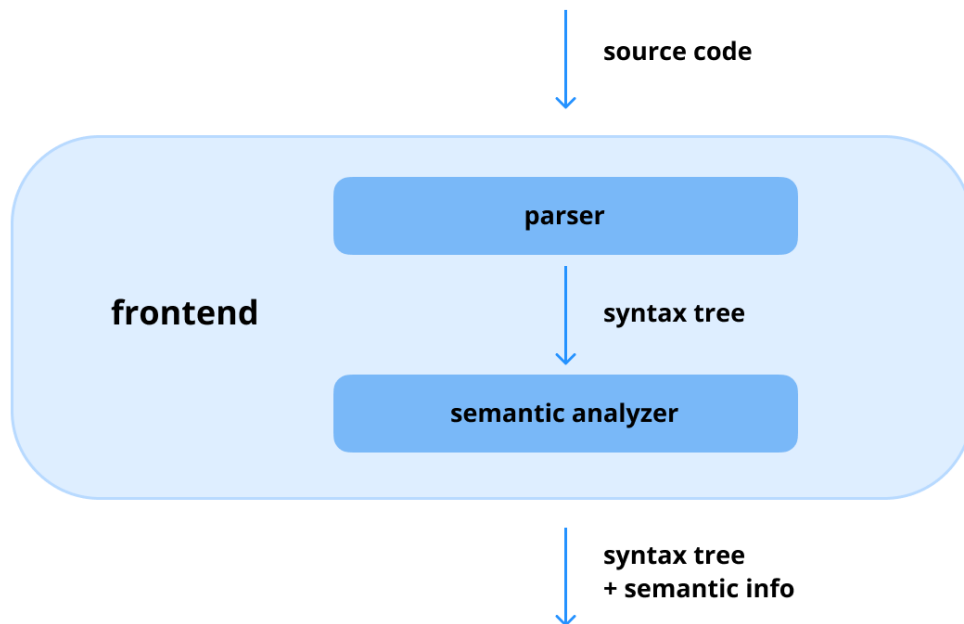 source code
parser
frontend
syntax tree
semantic analyzer
syntax tree
+ semantic info